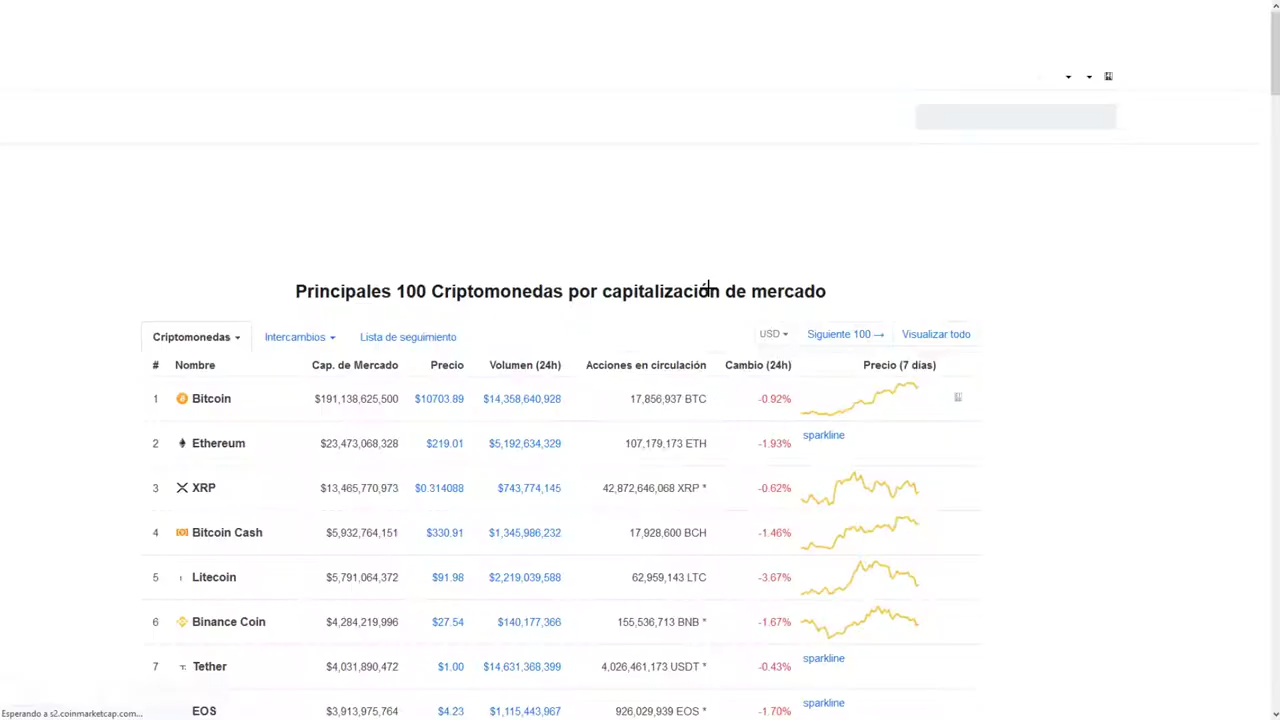 Principales 100 Criptomonedas por capitalización de mercado
Criptomonedas Intercambios Lista de seguimiento USD Siguiente 100 → Visualizar todo
# Nombre Cap. de Mercado Precio Volumen (24h) Acciones en circulación Cambio (24h) Precio (7 días)
1 Bitcoin $191,138,625,500 $10703.89 $14,358,640,928 17,856,937 BTC -0.92%
2 Ethereum $23,473,068,328 $219.01 $5,192,634,329 107,179,173 ETH -1.93% sparkline
3 XRP $13,465,770,973 $0.314088 $743,774,145 42,872,646,068 XRP * -0.62%
4 Bitcoin Cash $5,932,764,151 $330.91 $1,345,986,232 17,928,600 BCH -1.46%
5 Litecoin $5,791,064,372 $91.98 $2,219,039,588 62,959,143 LTC -3.67%
6 Binance Coin $4,284,219,996 $27.54 $140,177,366 155,536,713 BNB * -1.67%
7 Tether $4,031,890,472 $1.00 $14,631,368,399 4,026,461,173 USDT * -0.43% sparkline
EOS $3,913,975,764 $4.23 $1,115,443,967 926,029,939 EOS * -1.70% sparkline
Esperando a s2.coinmarketcap.com...